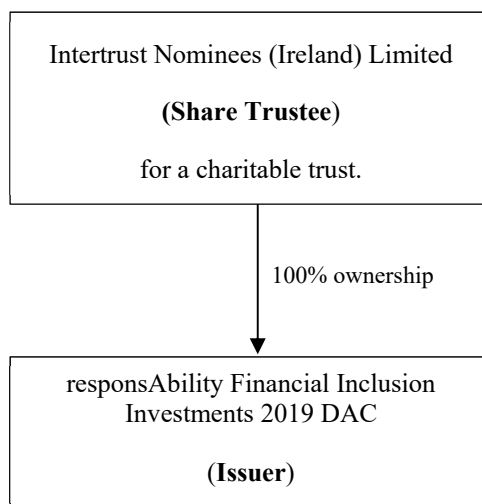 Intertrust Nominees (Ireland) Limited
(Share Trustee)
for a charitable trust.
100% ownership
responsAbility Financial Inclusion
Investments 2019 DAC
(Issuer)